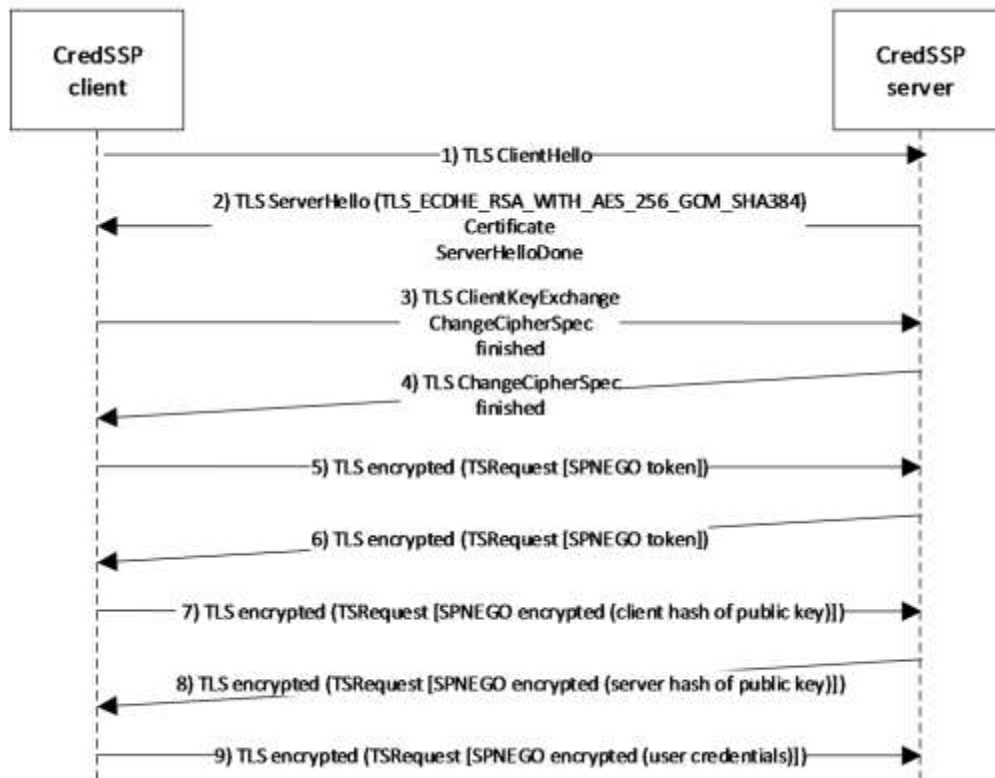 CredSSP
client
CredSSP
server
1) TLS ClientHello
2) TLS ServerHello (TLS_ECDHE_RSA_WITH_AES_256_GCM_SHA384)
Certificate
ServerHelloDone
3) TLS ClientKeyExchange
ChangeCipherSpec
finished
4) TLS ChangeCipherSpec
finished
5) TLS encrypted (TSRequest [SPNEGO token])
6) TLS encrypted (TSRequest [SPNEGO token])
7) TLS encrypted (TSRequest [SPNEGO encrypted (client hash of public key)])
8) TLS encrypted (TSRequest [SPNEGO encrypted (server hash of public key)])
9) TLS encrypted (TSRequest [SPNEGO encrypted (user credentials)])